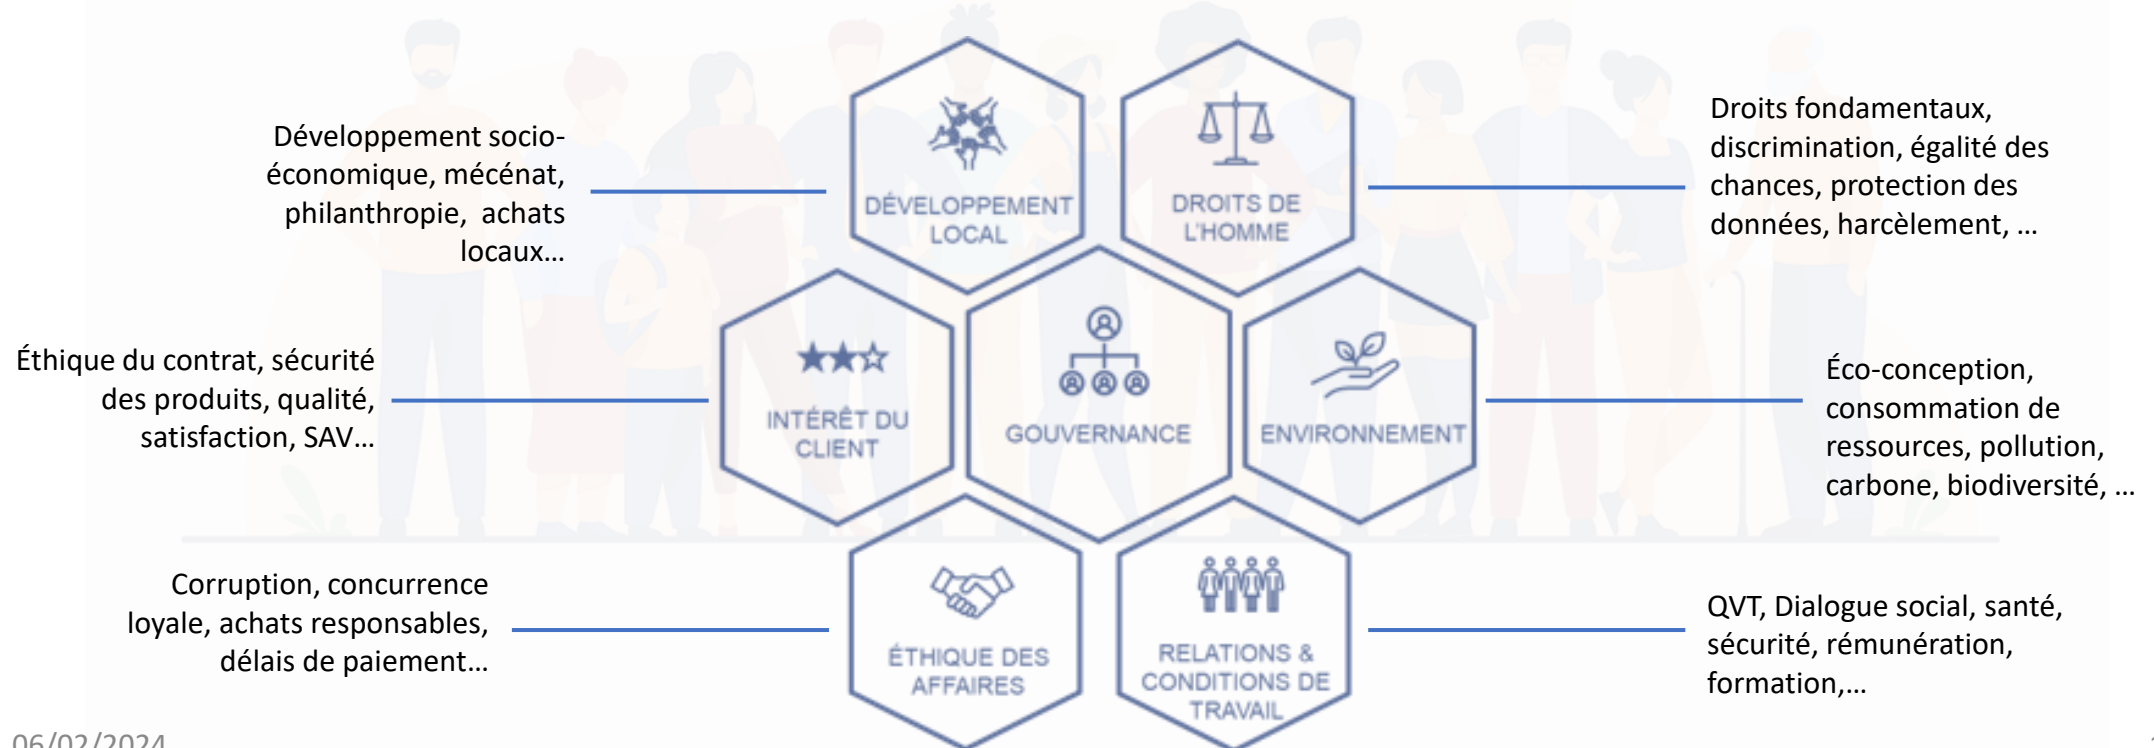 Développement socio-
économique, mécénat,
philanthropie, achats
locaux…
DÉVELOPPEMENT
LOCAL
DROITS DE
L'HOMME
Droits fondamentaux,
discrimination, égalité des
chances, protection des
données, harcèlement, …
Éthique du contrat, sécurité
des produits, qualité,
satisfaction, SAV…
INTÉRÊT DU
CLIENT
GOUVERNANCE
ENVIRONNEMENT
Éco-conception,
consommation de
ressources, pollution,
carbone, biodiversité, …
Corruption, concurrence
loyale, achats responsables,
délais de paiement…
ÉTHIQUE DES
AFFAIRES
RELATIONS &
CONDITIONS DE
TRAVAIL
QVT, Dialogue social, santé,
sécurité, rémunération,
formation,…
06/02/2024